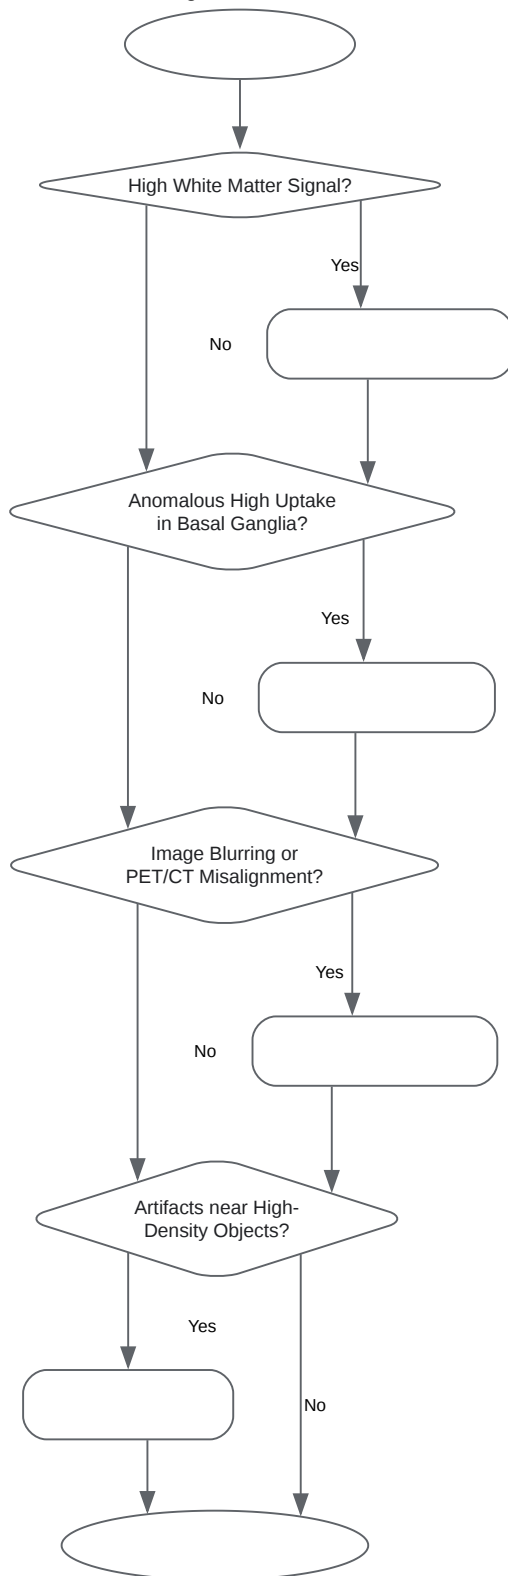 High White Matter Signal?
Yes
No
Anomalous High Uptake
in Basal Ganglia?
Yes
No
Image Blurring or
PET/CT Misalignment?
Yes
No
Artifacts near High-
Density Objects?
Yes
No